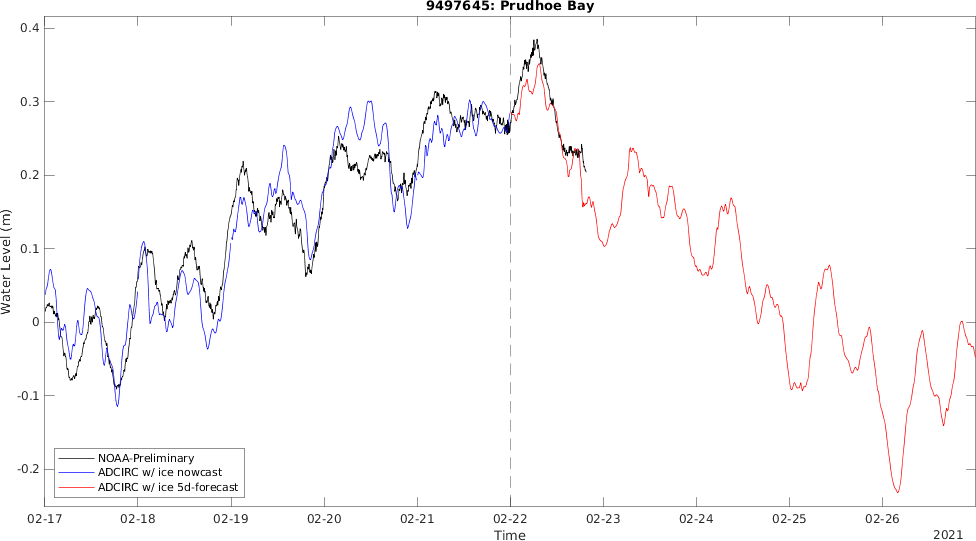 9497645: Prudhoe Bay
0.4
0.3
0.2
0.1
0
-0.1
-0.2
Water Level (m)
NOAA-Preliminary
ADCIRC w/ ice nowcast
ADCIRC w/ ice 5d-forecast
02-17 02-18 02-19 02-20 02-21 02-22 02-23 02-24 02-25 02-26
Time
2021